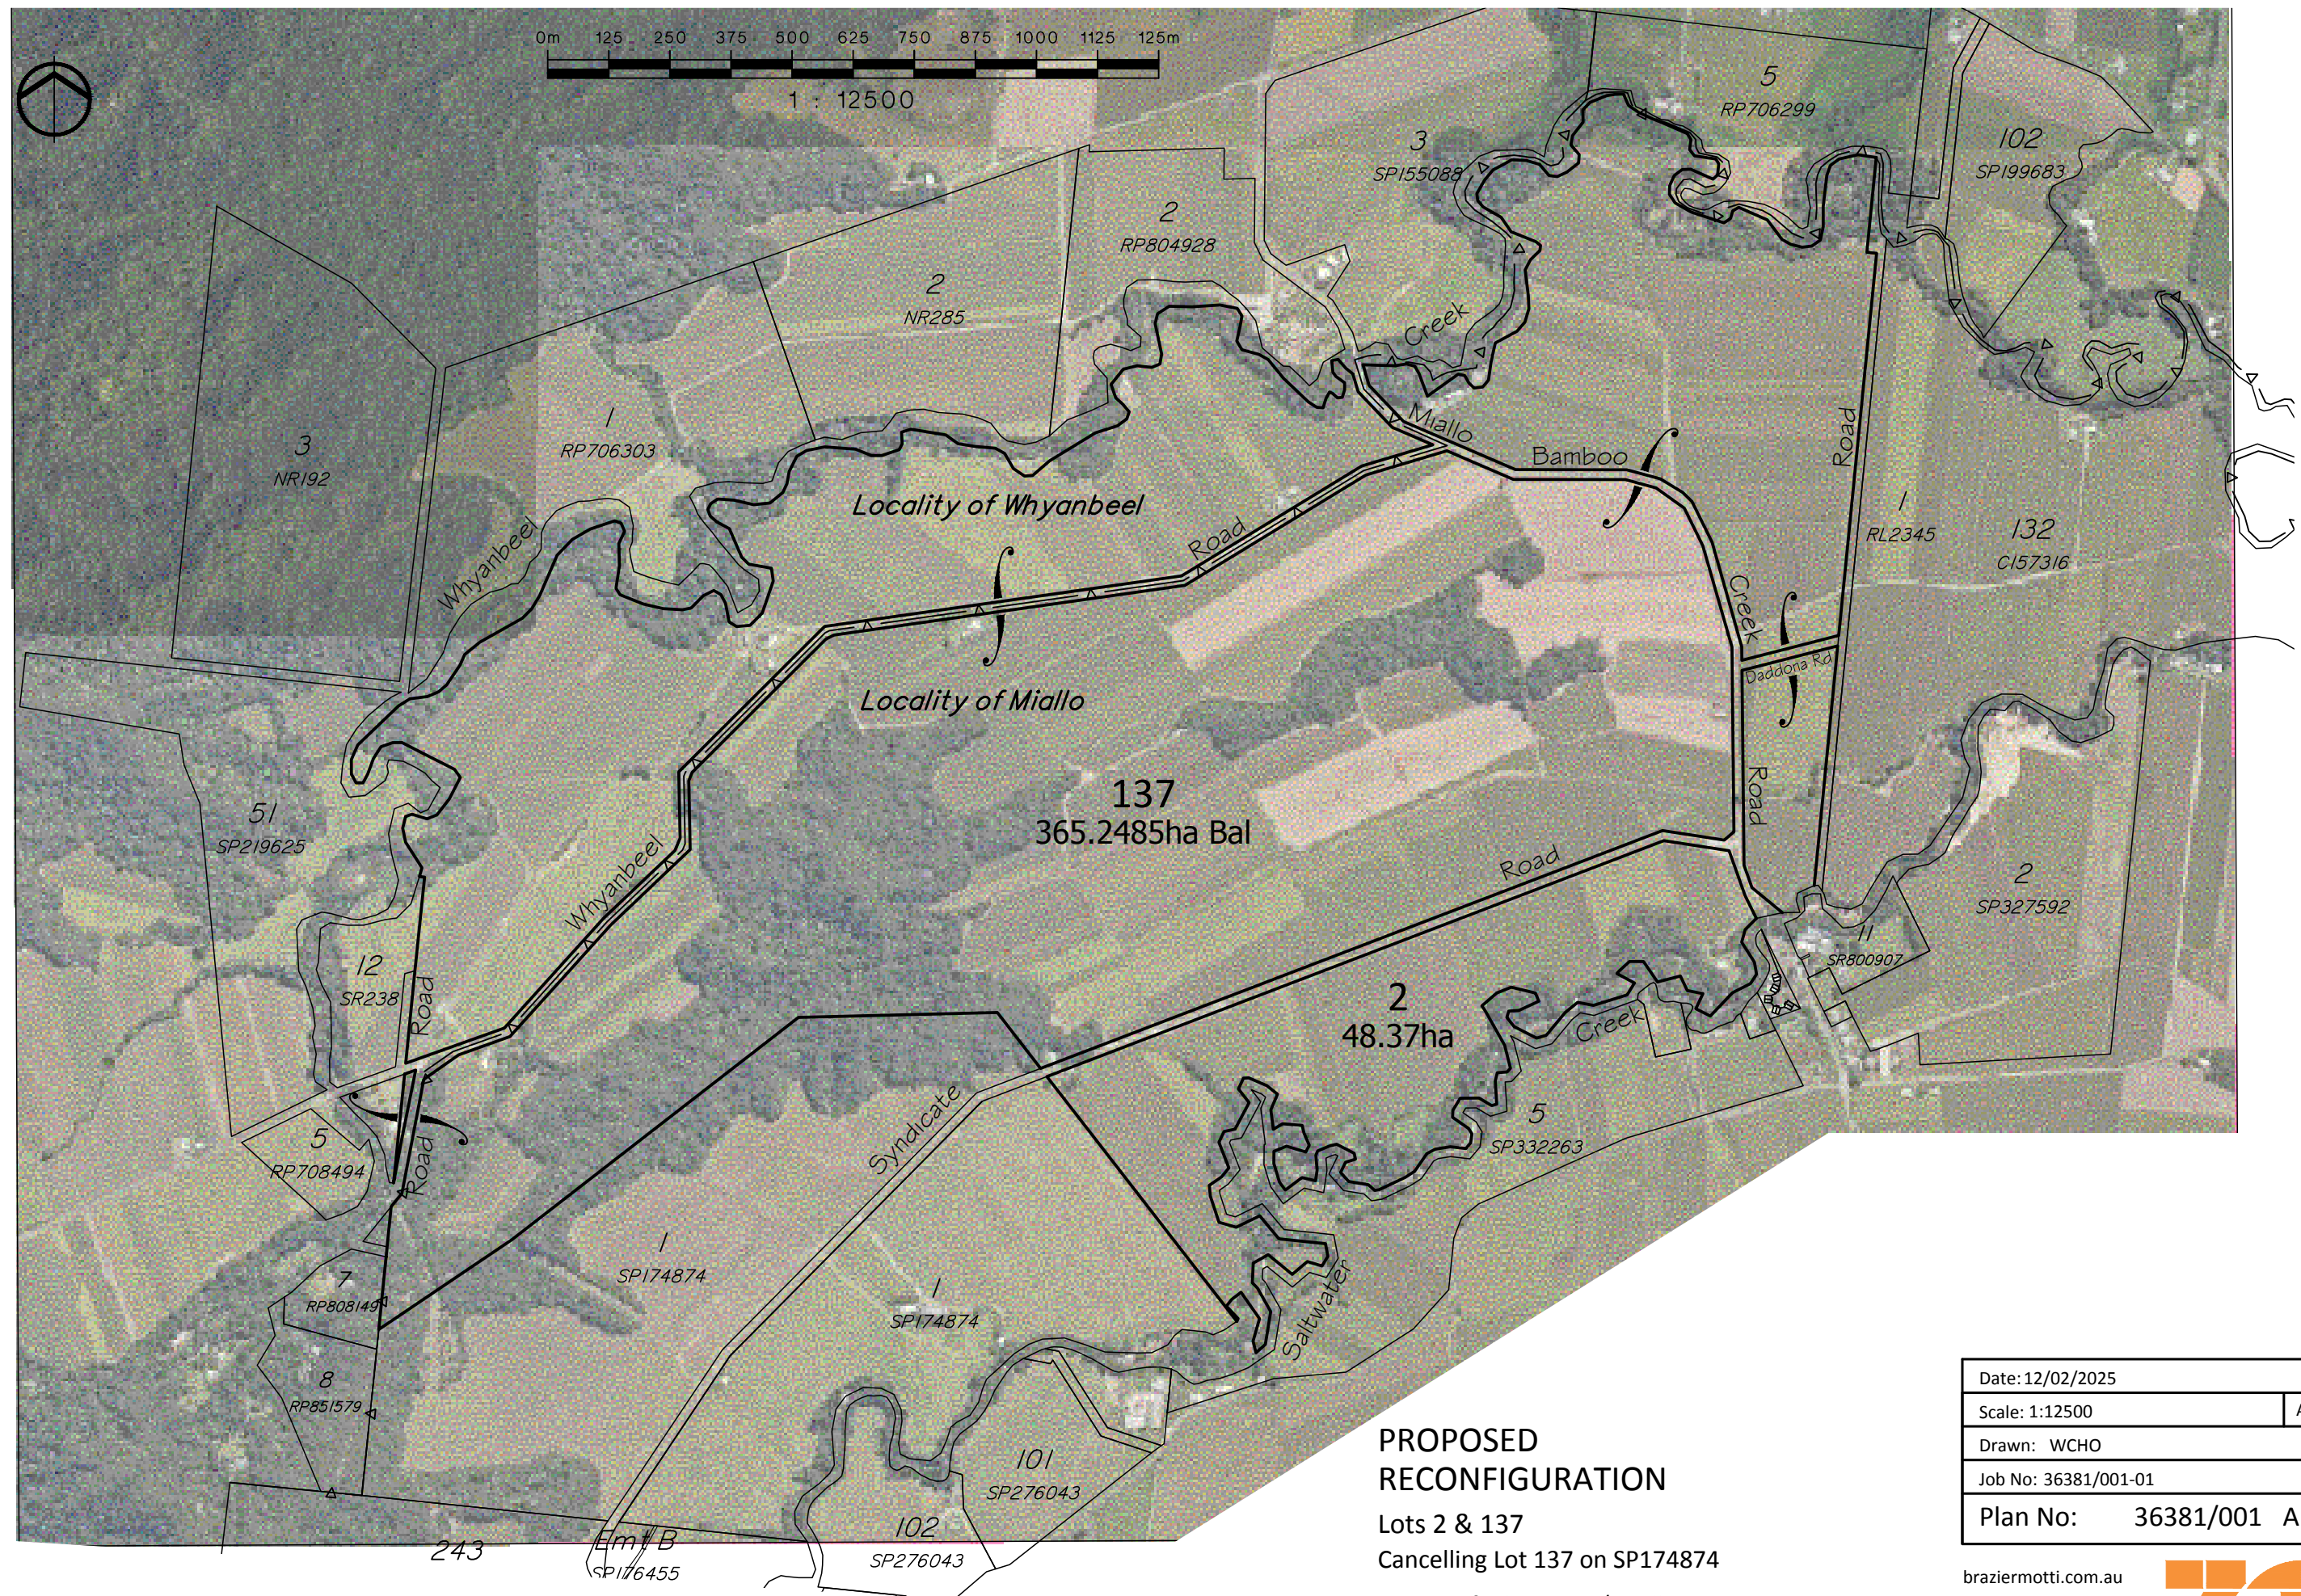 0m 125 250 375 500 625 750 875 1000 1125 125m
1 : 12500
5
RP706299
102
SP199683
3
SP155088
2
RP804928
2
NR285
Creek
Miallo
Bamboo
Road
1
RP706303
3
NR192
Locality of Whyanbeel
Road
1
RL2345
132
C157316
Whyanbeel
Creek
Daddona Rd
Locality of Miallo
137
365.2485ha Bal
Road
51
SP219625
Whyanbeel
Road
2
SP327592
11
SR800907
12
SR238
Road
2
48.37ha
Creek
Syndicate
5
SP332263
5
RP708494
Road
1
SP174874
7
RP808149
1
SP174874
Saltwater
8
RP851579
101
SP276043
102
SP276043
243
Emt B
SP176455
PROPOSED
RECONFIGURATION
Lots 2 & 137
Cancelling Lot 137 on SP174874
Date: 12/02/2025
Scale: 1:12500 A
Drawn: WCHO
Job No: 36381/001-01
Plan No: 36381/001 A
braziermotti.com.au